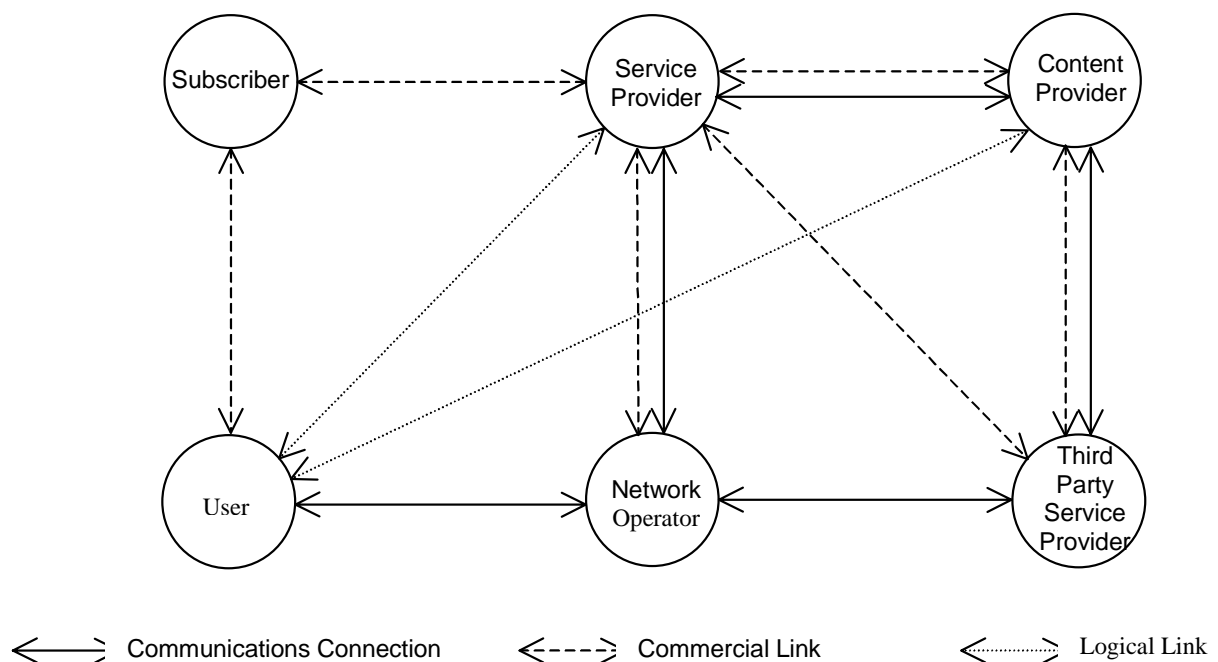 Subscriber
Service
Provider
Content
Provider
User
Network
Operator
Third
Party
Service
Provider
Communications Connection
Commercial Link
Logical Link